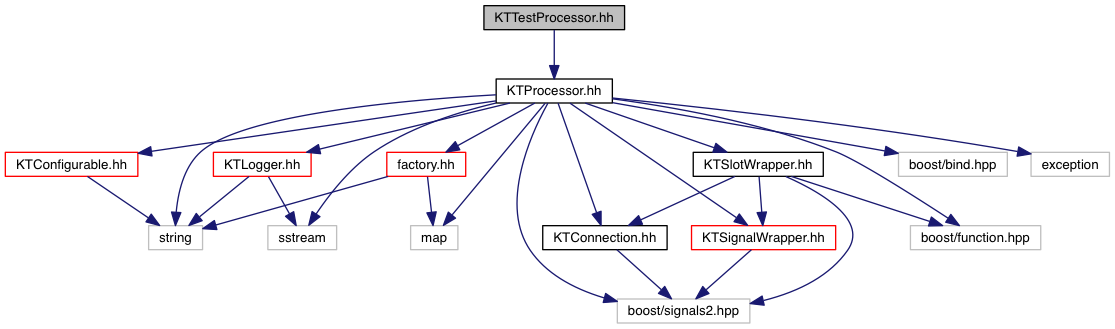 KTTestProcessor.hh
KTProcessor.hh
KTConfigurable.hh
KTLogger.hh
factory.hh
KTSlotWrapper.hh
boost/bind.hpp
exception
string
sstream
map
KTConnection.hh
KTSignalWrapper.hh
boost/function.hpp
boost/signals2.hpp